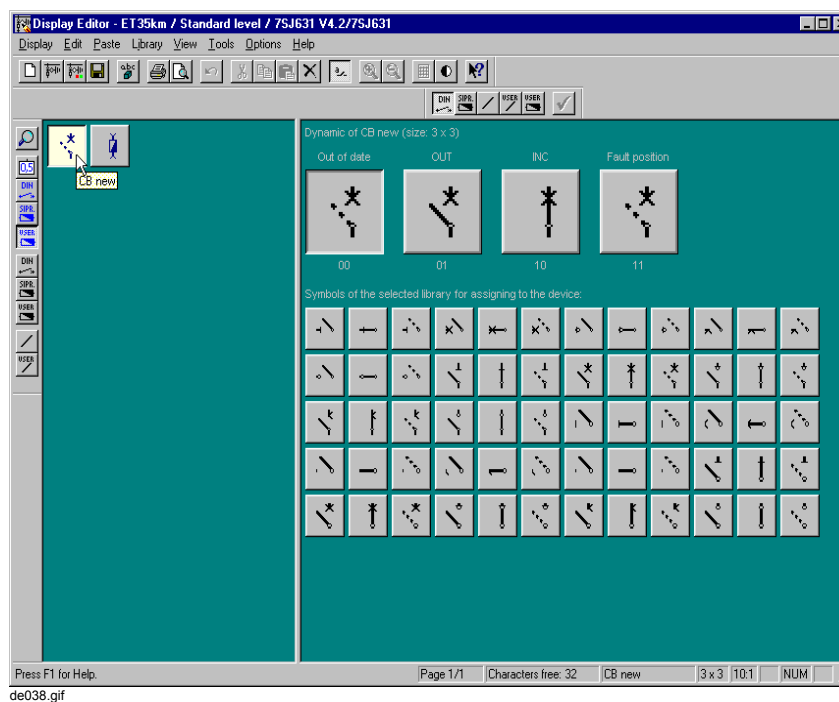 Display Editor - ET35km / Standard level / 7SJ631 V4.2/7SJ631
Display Edit Paste Library View Tools Options Help
abc
DIN SIPR. USER USER
Dynamic of CB new (size: 3 x 3)
Out of date OUT INC Fault position
0,5
DIN
CB new
SIPR.
USER
DIN
00 01 10 11
SIPR.
Symbols of the selected library for assigning to the device:
USER
USER
Press F1 for Help. Page 1/1 Characters free: 32 CB new 3 x 3 10:1 NUM
de038.gif